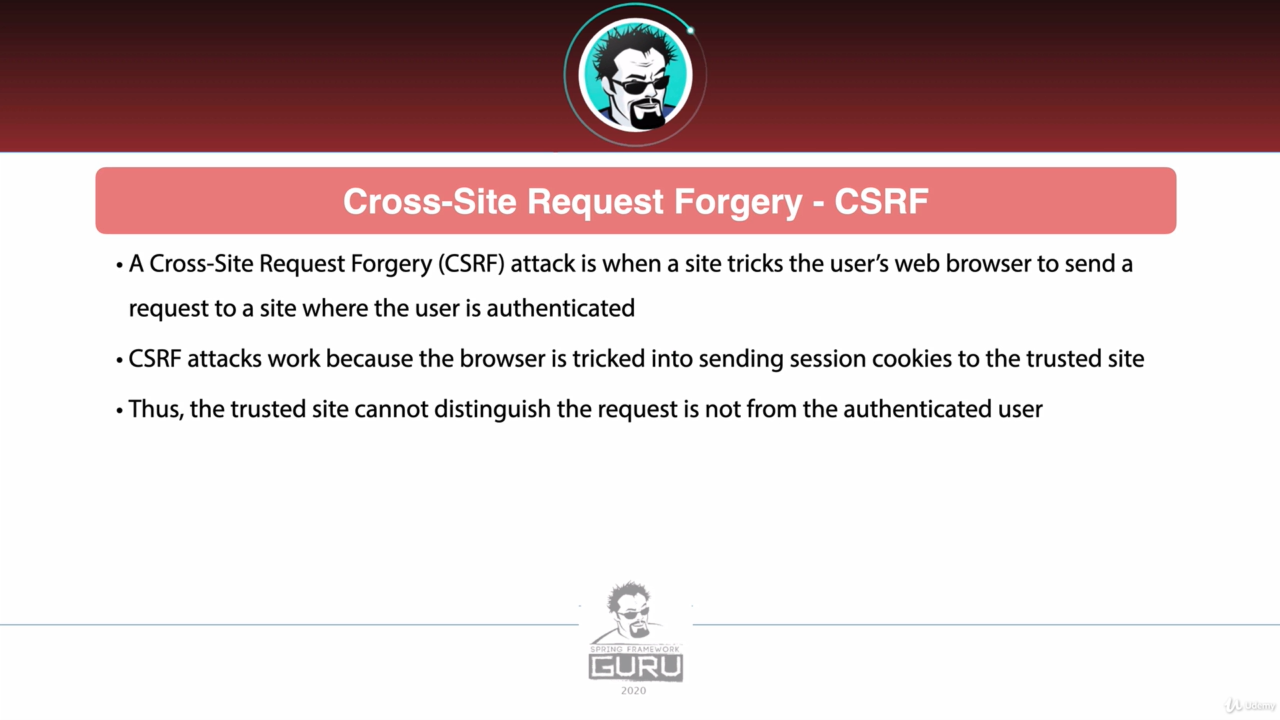 Cross-Site Request Forgery - CSRF
• A Cross-Site Request Forgery (CSRF) attack is when a site tricks the user’s web browser to send a
request to a site where the user is authenticated
• CSRF attacks work because the browser is tricked into sending session cookies to the trusted site
• Thus, the trusted site cannot distinguish the request is not from the authenticated user
SPRING FRAMEWORK
GURU
2020
Udemy